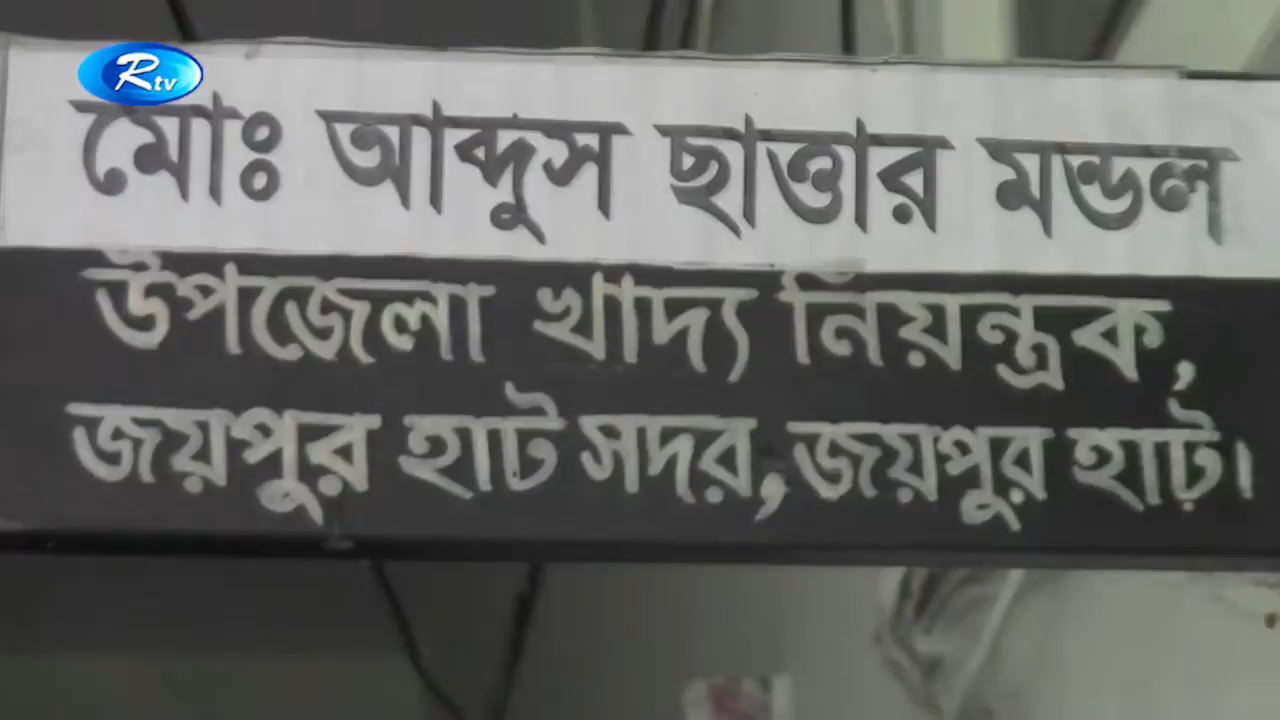 Rtv
মোঃ আব্দুস ছাত্তার মন্ডল
উপজেলা খাদ্য নিয়ন্ত্রক,
জয়পুর হাট সদর, জয়পুর হাট।